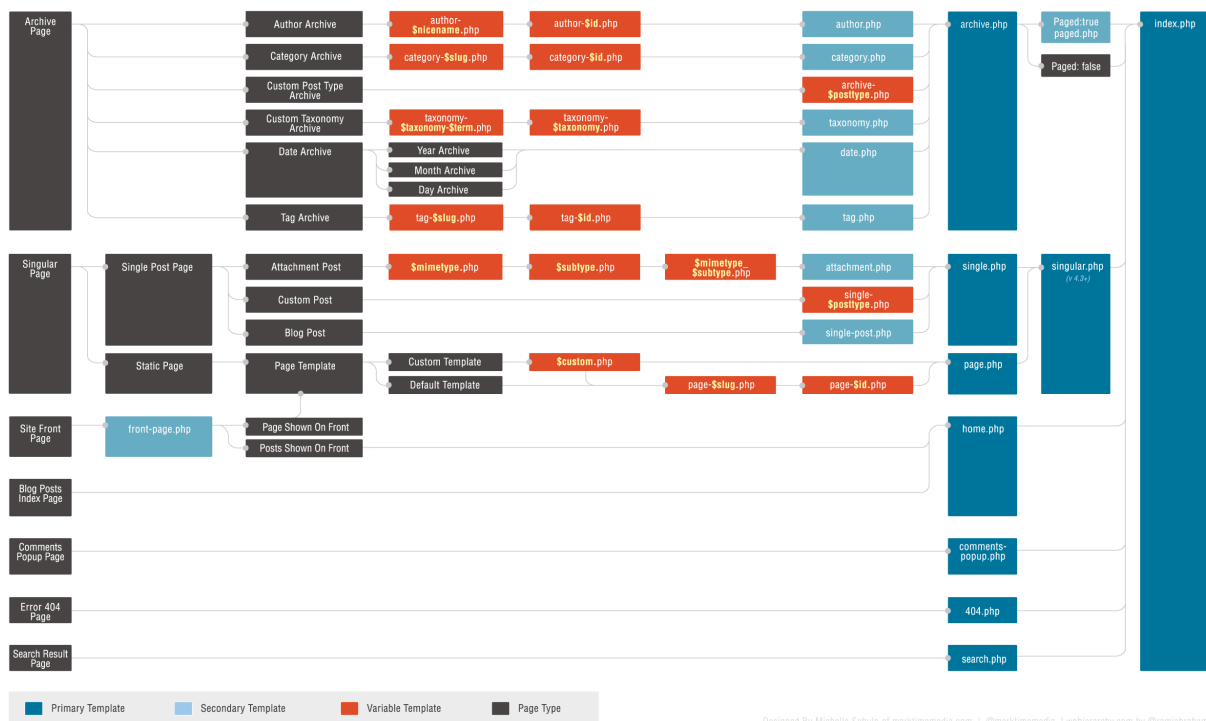 Archive
Page
Author Archive
author-
$nicename.php
author-$id.php
author.php
archive.php
Paged:true
paged.php
index.php
Category Archive
category-$slug.php
category-$id.php
category.php
Paged: false
Custom Post Type
Archive
archive-
$posttype.php
Custom Taxonomy
Archive
taxonomy-
$taxonomy-$term.php
taxonomy-
$taxonomy.php
taxonomy.php
Date Archive
Year Archive
Month Archive
Day Archive
date.php
Tag Archive
tag-$slug.php
tag-$id.php
tag.php
Singular
Page
Single Post Page
Attachment Post
$mimetype.php
$subtype.php
$mimetype_
$subtype.php
attachment.php
single.php
singular.php
(v 4.3+)
Custom Post
single-
$posttype.php
Blog Post
single-post.php
Static Page
Page Template
Custom Template
$custom.php
page.php
Default Template
page-$slug.php
page-$id.php
Site Front
Page
front-page.php
Page Shown On Front
Posts Shown On Front
home.php
Blog Posts
Index Page
Comments
Popup Page
comments-
popup.php
Error 404
Page
404.php
Search Result
Page
search.php
Primary Template
Secondary Template
Variable Template
Page Type